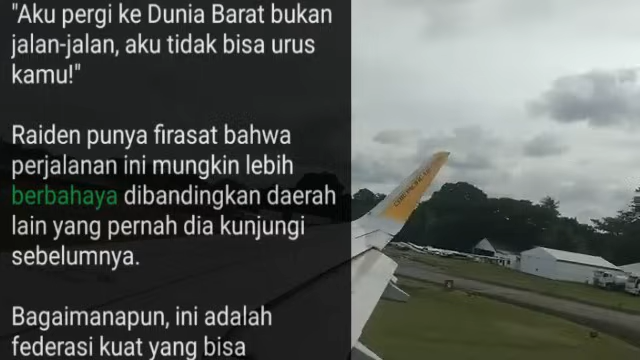 "Aku pergi ke Dunia Barat bukan
jalan-jalan, aku tidak bisa urus
kamu!"
Raiden punya firasat bahwa
perjalanan ini mungkin lebih
berbahaya dibandingkan daerah
lain yang pernah dia kunjungi
sebelumnya.
Bagaimanapun, ini adalah
federasi kuat yang bisa